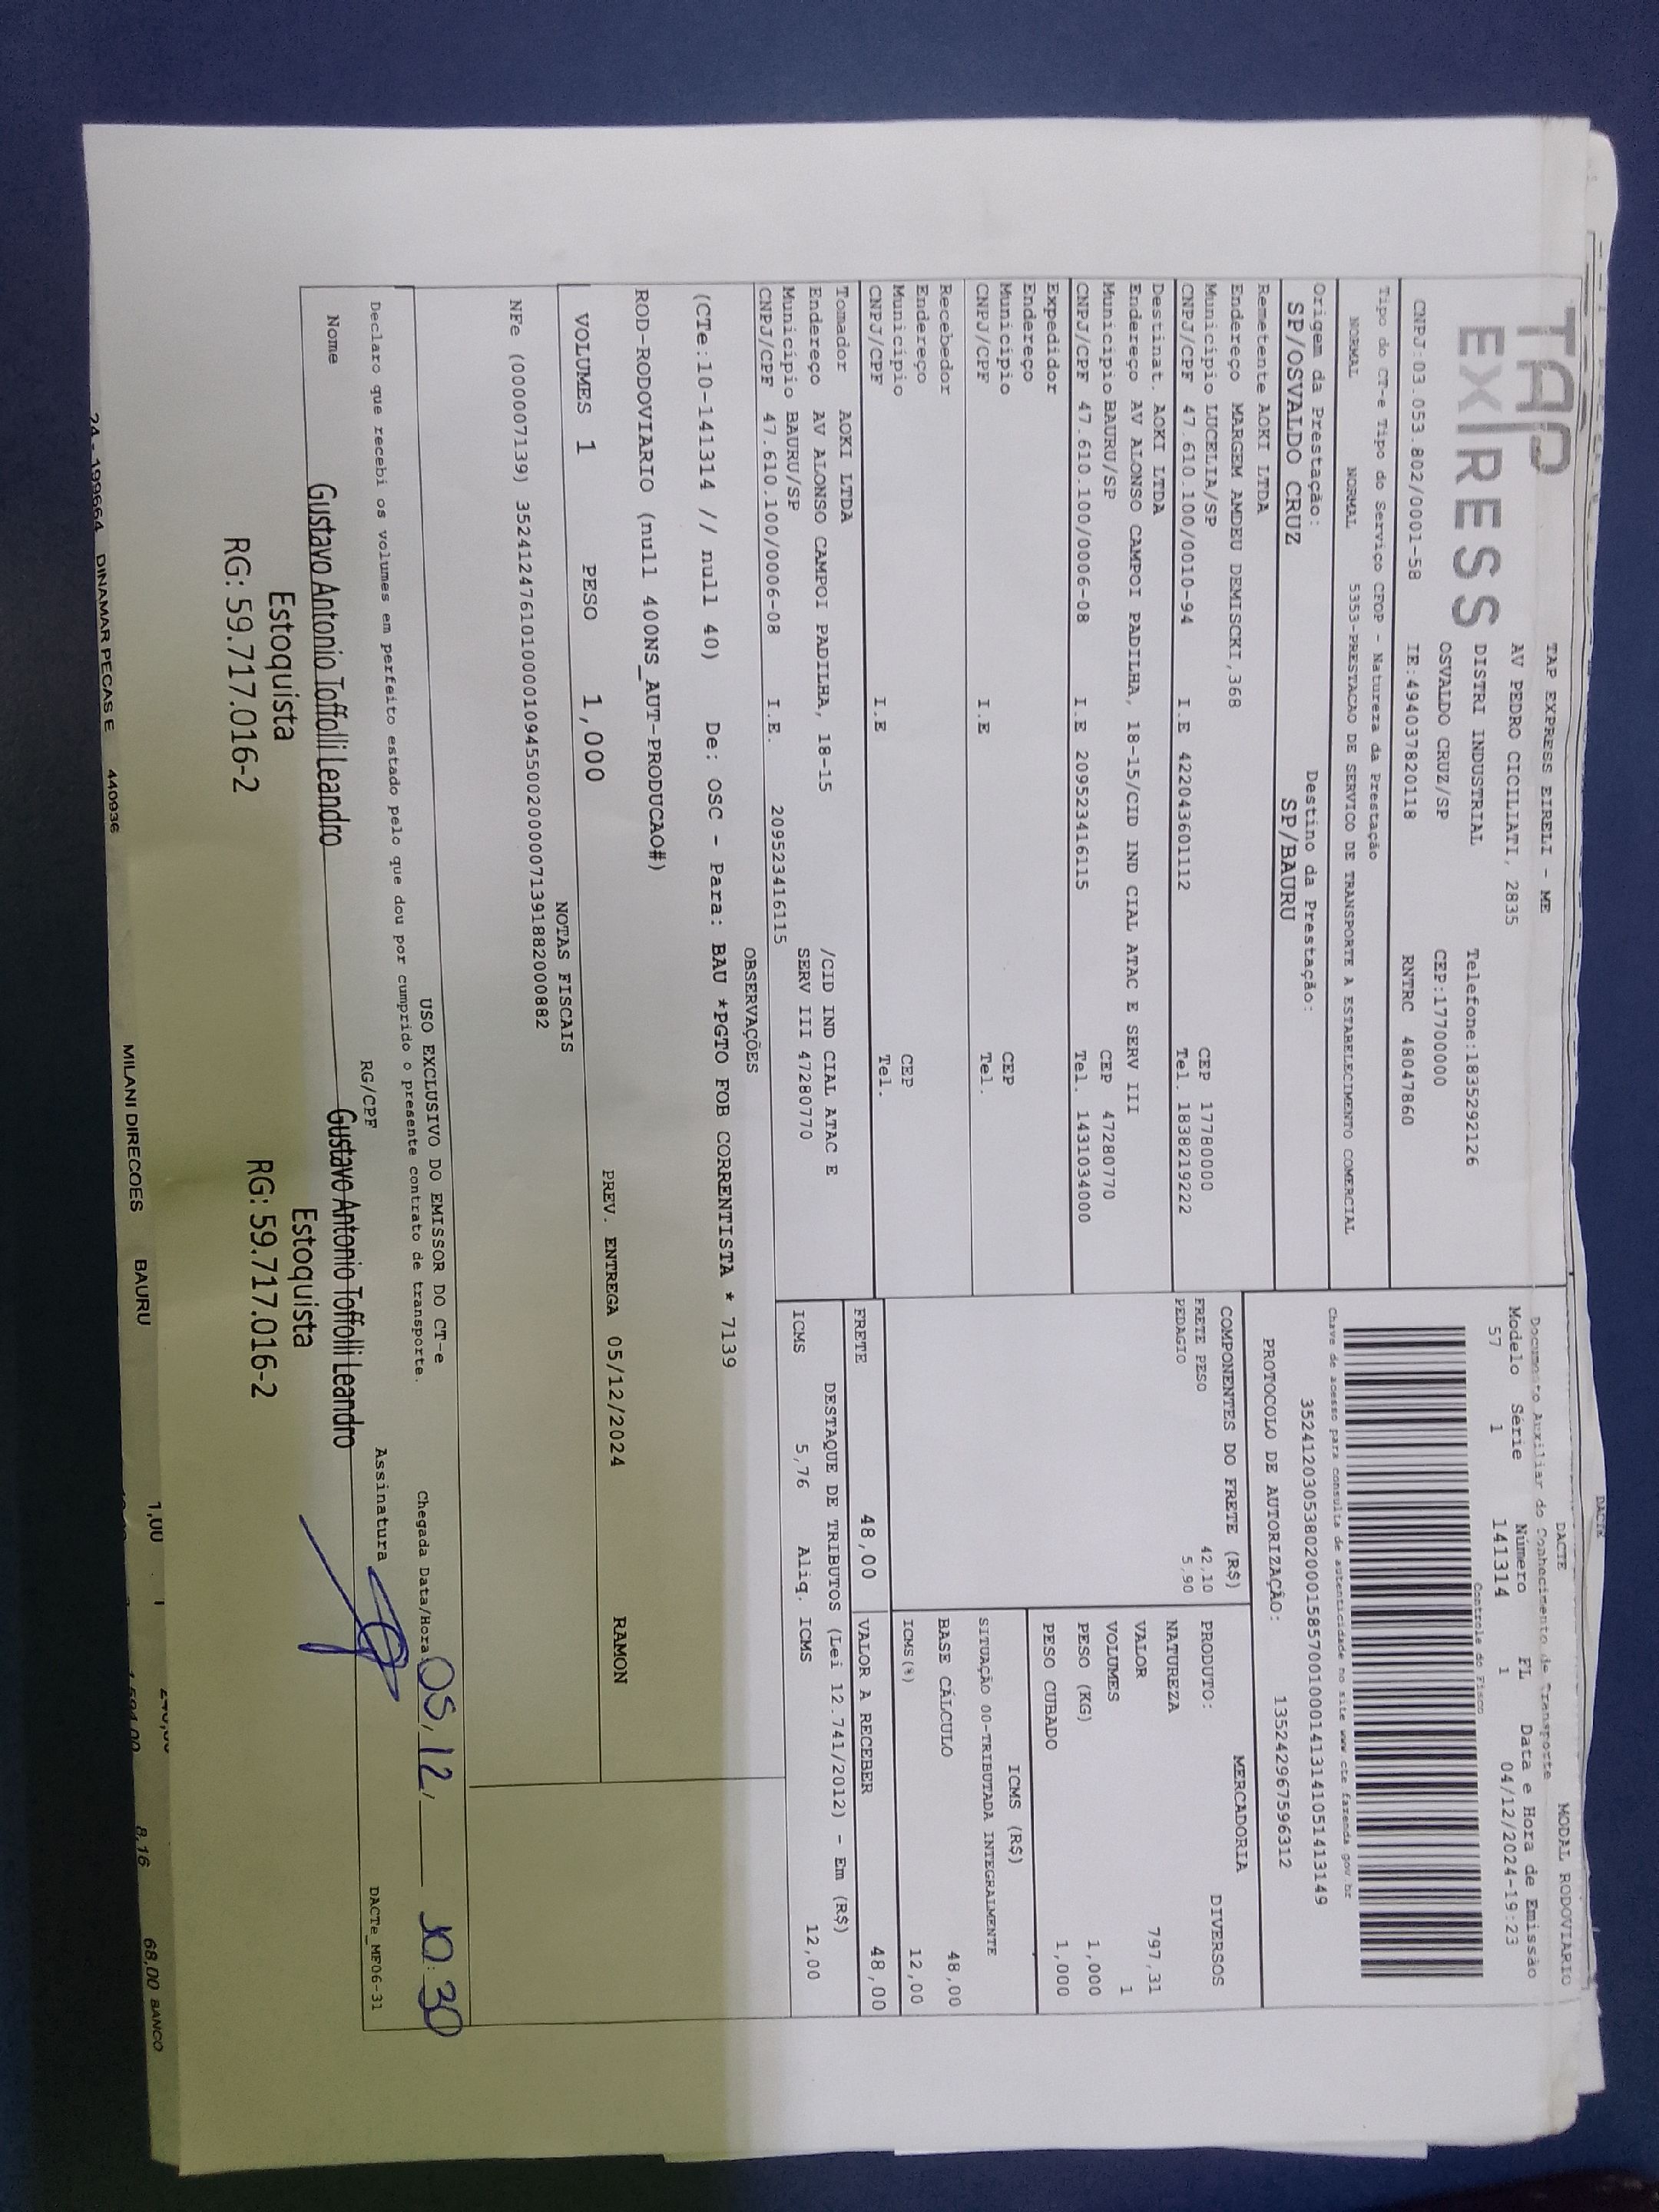 DACTE
TAP
EXPRESS
TAP EXPRESS EIRELI - ME
AV PEDRO CICILIATI, 2835
DISTRI INDUSTRIAL Telefone:1835292126
OSVALDO CRUZ/SP CEP:17700000
CNPJ:03.053.802/0001-58 IE:494037820118 RNTRC 48047860
DACTE MODAL RODOVIARIO
Documento Auxiliar do Conhecimento de Transporte
Modelo Série Número FL Data e Hora de Emissão
57 1 141314 1 04/12/2024-19:23
Controle do Fisco
Chave de acesso para consulta de autenticidade no site www.cte.fazenda.gov.br
35241203053802000158570010001413141051413149
PROTOCOLO DE AUTORIZAÇÃO: 135242967596312
Tipo do CT-e Tipo do Serviço CFOP - Natureza da Prestação
NORMAL NORMAL 5353-PRESTACAO DE SERVICO DE TRANSPORTE A ESTABELECIMENTO COMERCIAL
Origem da Prestação: Destino da Prestação:
SP/OSVALDO CRUZ SP/BAURU
Remetente AOKI LTDA
Endereço MARGEM AMDEU DEMISCKI,368
Município LUCELIA/SP CEP 17780000
CNPJ/CPF 47.610.100/0010-94 I.E 422043601112 Tel. 1838219222
Destinat. AOKI LTDA
Endereço AV ALONSO CAMPOI PADILHA, 18-15/CID IND CIAL ATAC E SERV III
Municipio BAURU/SP CEP 47280770
CNPJ/CPF 47.610.100/0006-08 I.E 209523416115 Tel. 1431034000
Expedidor
Endereço
Município CEP
CNPJ/CPF I.E Tel.
Recebedor
Endereço
Município CEP
CNPJ/CPF I.E Tel.
Tomador AOKI LTDA
Endereço AV ALONSO CAMPOI PADILHA, 18-15 /CID IND CIAL ATAC E
Município BAURU/SP SERV III 47280770
CNPJ/CPF 47.610.100/0006-08 I.E. 209523416115
COMPONENTES DO FRETE (R$)
FRETE PESO 42,10
PEDAGIO 5,90
MERCADORIA
PRODUTO: DIVERSOS
NATUREZA
VALOR 797,31
VOLUMES 1
PESO (KG) 1,000
PESO CUBADO 1,000
ICMS (R$)
SITUAÇÃO 00-TRIBUTADA INTEGRALMENTE
BASE CÁLCULO 48,00
ICMS(%) 12,00
FRETE 48,00 VALOR A RECEBER 48,00
DESTAQUE DE TRIBUTOS (Lei 12.741/2012) - Em (R$)
ICMS 5,76 Aliq. ICMS 12,00
OBSERVAÇÕES
(CTe:10-141314 // null 40) De: OSC - Para: BAU *PGTO FOB CORRENTISTA * 7139
ROD-RODOVIARIO (null 400NS_AUT-PRODUCAO#)
VOLUMES 1 PESO 1,000 PREV. ENTREGA 05/12/2024 RAMON
NOTAS FISCAIS
NFe (000007139) 35241247610100001094550020000071391882000882
USO EXCLUSIVO DO EMISSOR DO CT-e
Declaro que recebi os volumes em perfeito estado pelo que dou por cumprido o presente contrato de transporte.
Chegada Data/Hora 05/12/ 10:30
Nome RG/CPF Assinatura DACTe_MF06-31
Gustavo Antonio Toffolli Leandro
Estoquista
RG: 59.717.016-2
Gustavo Antonio Toffolli Leandro
Estoquista
RG: 59.717.016-2
1,00 1
24 - 199664 DINAMAR PECAS E 440936 MILANI DIRECOES BAURU 8,16 68,00 BANCO